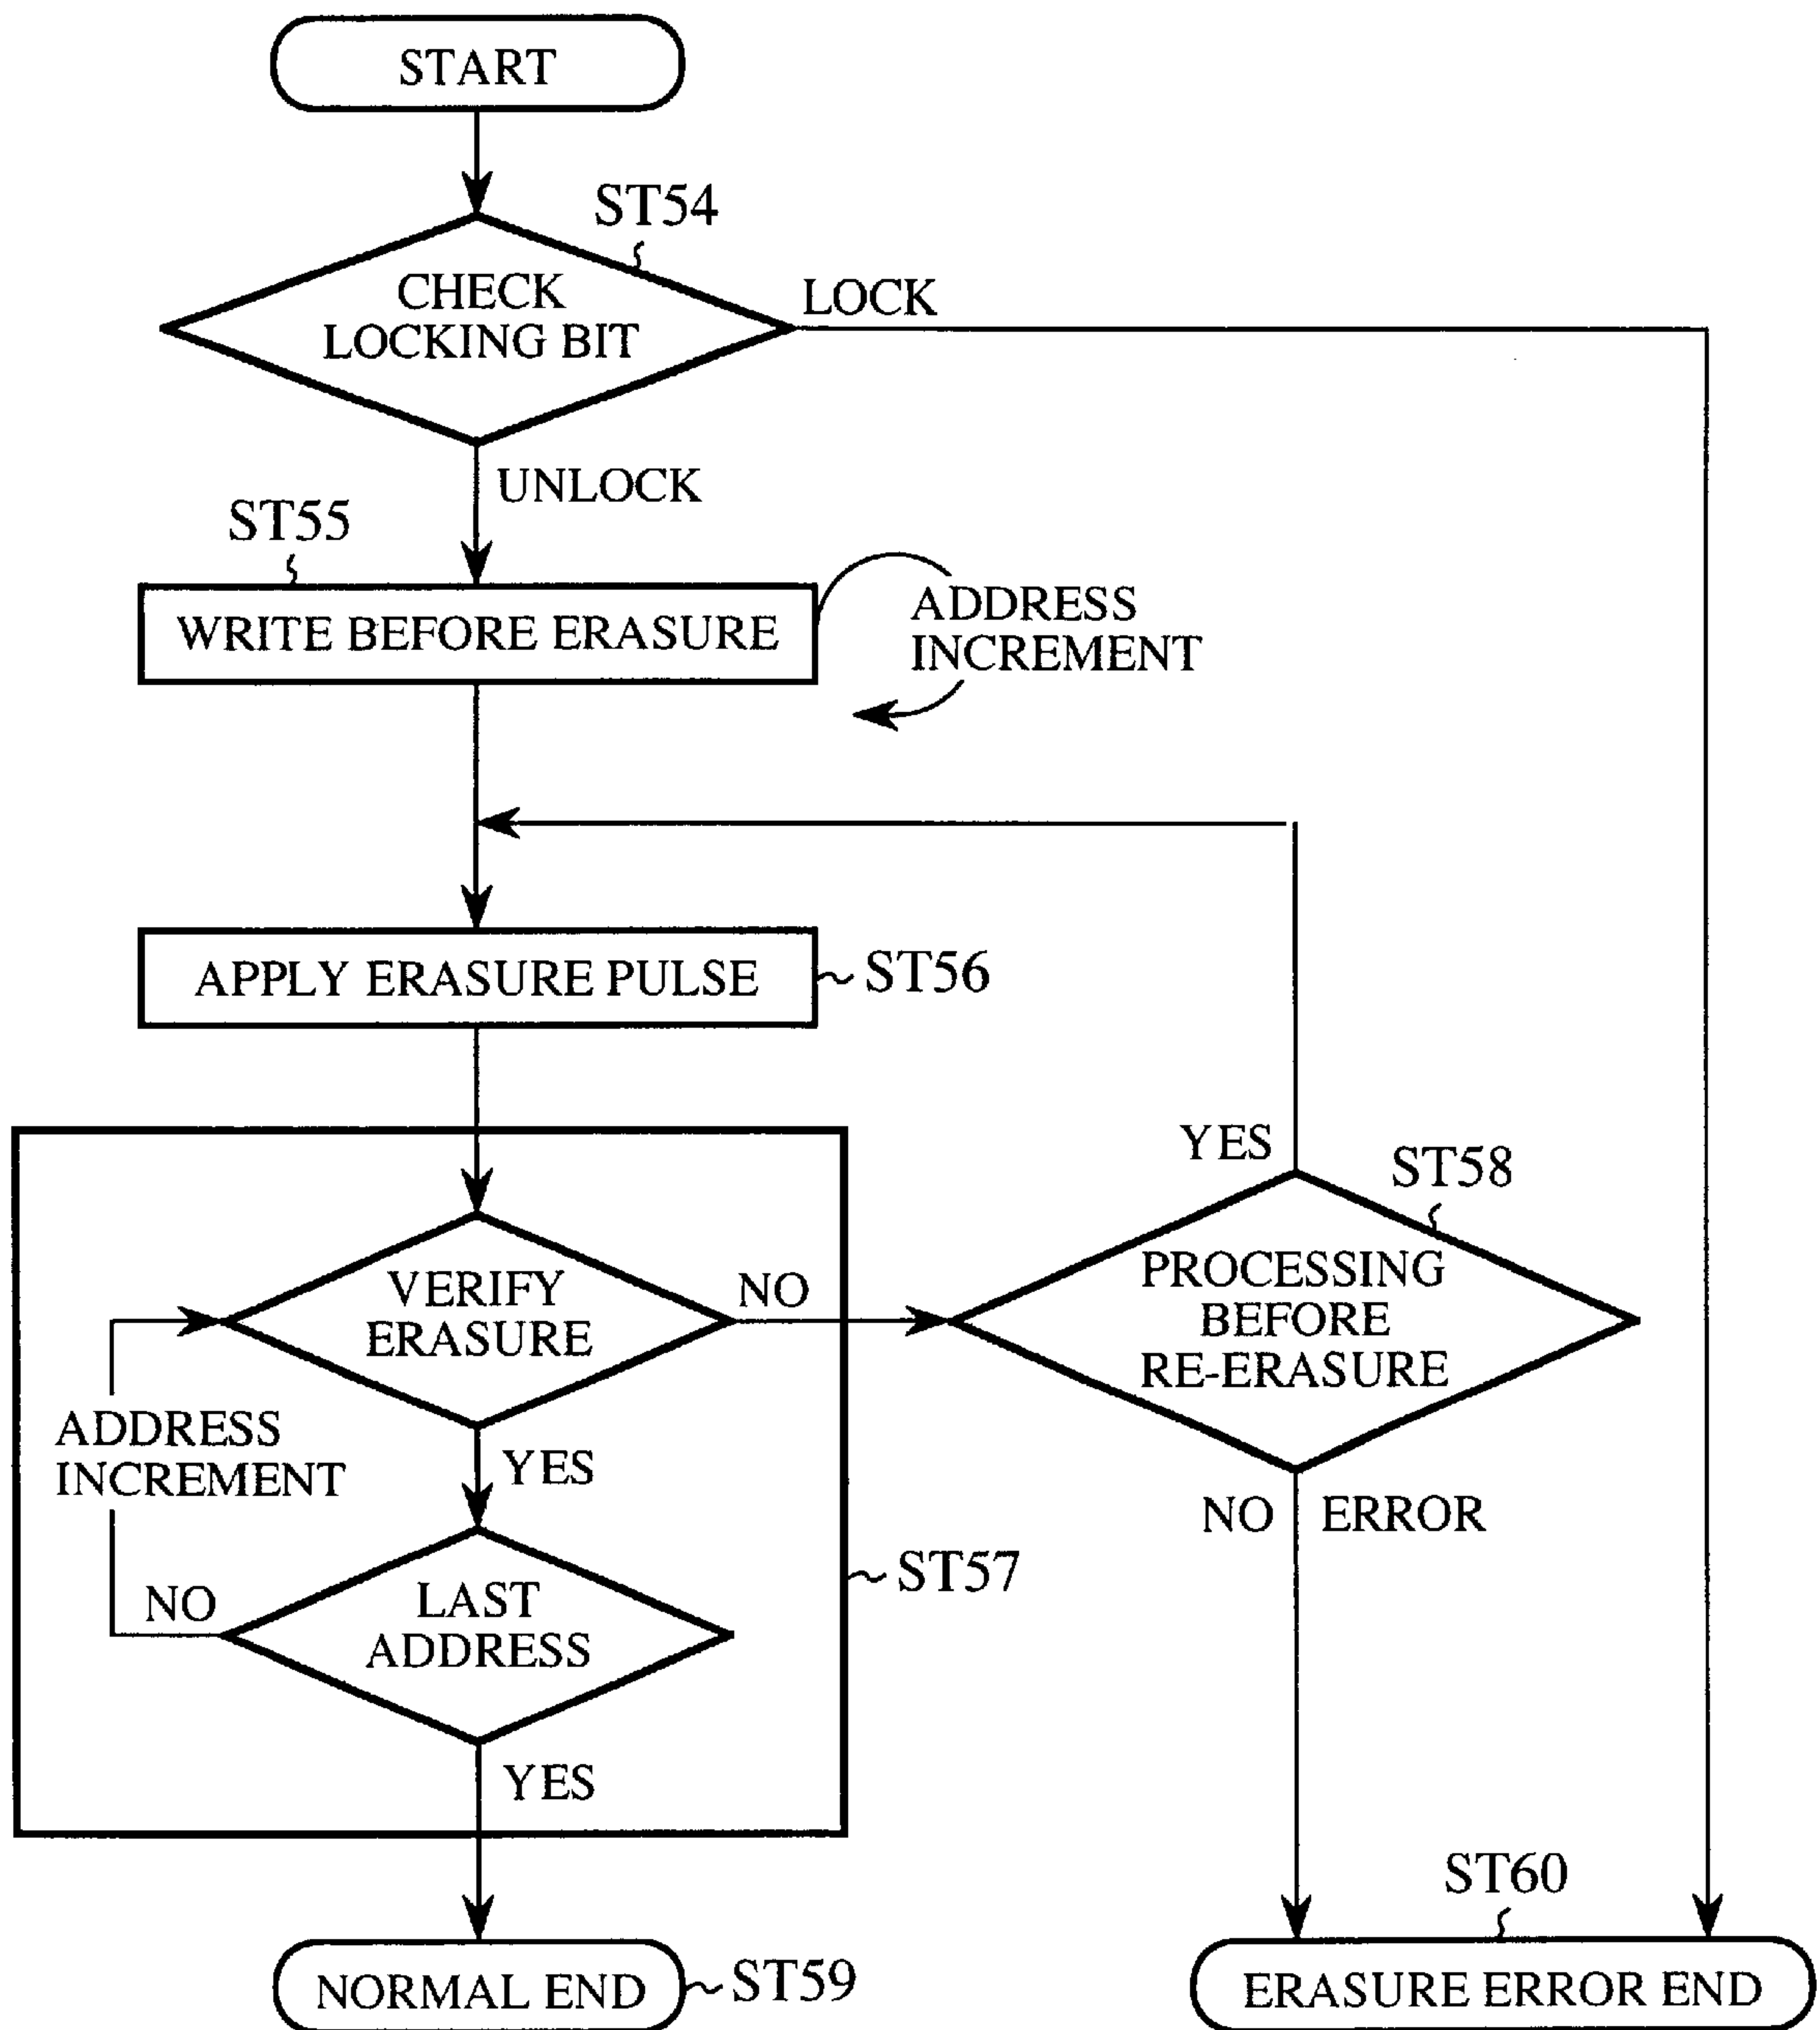 START
ST54
CHECK
LOCKING BIT
LOCK
UNLOCK
ST55
WRITE BEFORE ERASURE
ADDRESS
INCREMENT
APPLY ERASURE PULSE
ST56
YES
ST58
VERIFY
ERASURE
NO
PROCESSING
BEFORE
RE-ERASURE
ADDRESS
INCREMENT
YES
NO ERROR
ST57
NO
LAST
ADDRESS
YES
ST60
NORMAL END
ST59
ERASURE ERROR END